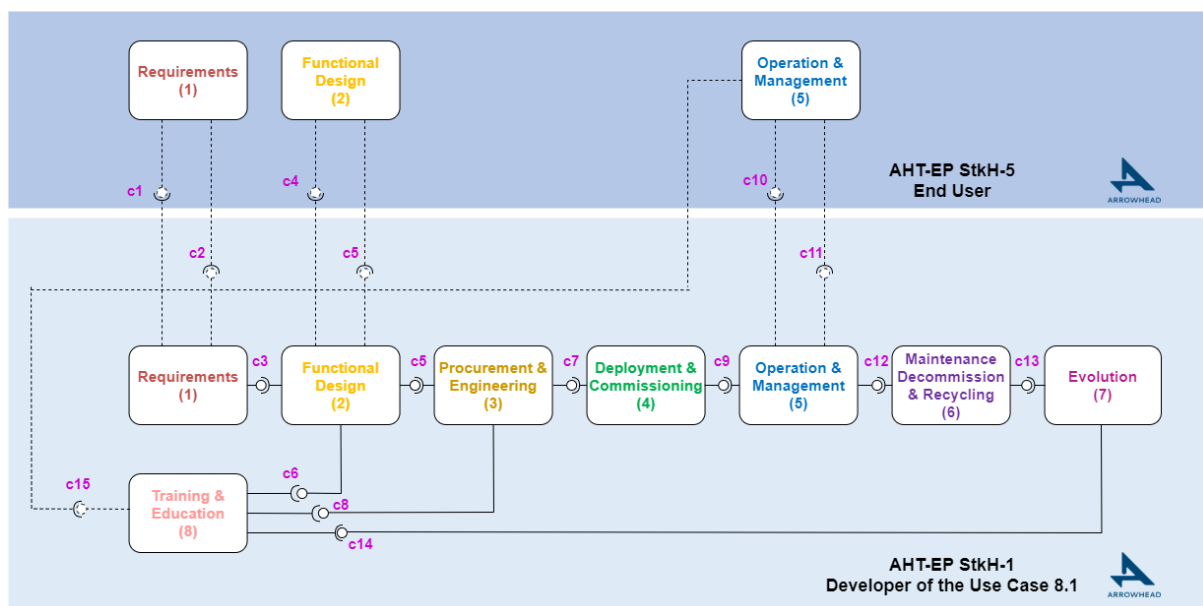 Requirements
(1)
Functional
Design
(2)
Operation &
Management
(5)
c1
c4
c10
AHT-EP StkH-5
End User
ARROWHEAD
c2
c5
c11
c3
c5
c7
c9
c12
c13
Requirements
(1)
Functional
Design
(2)
Procurement &
Engineering
(3)
Deployment &
Commissioning
(4)
Operation &
Management
(5)
Maintenance
Decommission
& Recycling
(6)
Evolution
(7)
c15
Training &
Education
(8)
c6
c8
c14
AHT-EP StkH-1
Developer of the Use Case 8.1
ARROWHEAD